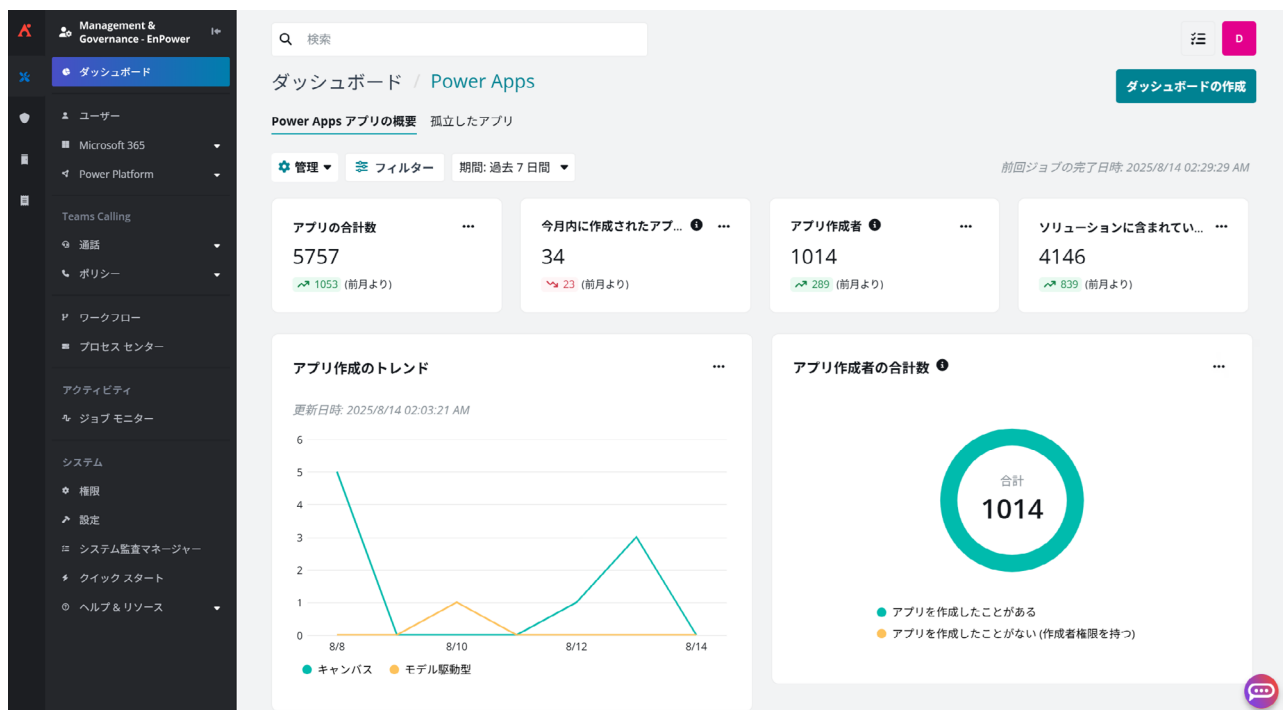 Management &
Governance - EnPower
ダッシュボード
ユーザー
Microsoft 365
Power Platform
Teams Calling
通話
ポリシー
ワークフロー
プロセス センター
アクティビティ
ジョブ モニター
システム
権限
設定
システム監査マネージャー
クイック スタート
ヘルプ & リソース
検索
D
ダッシュボード / Power Apps
ダッシュボードの作成
Power Apps アプリの概要 孤立したアプリ
管理 フィルター 期間: 過去 7 日間
前回ジョブの完了日時: 2025/8/14 02:29:29 AM
アプリの合計数
5757
1053 (前月より)
今月内に作成されたアプ...
34
23 (前月より)
アプリ作成者
1014
289 (前月より)
ソリューションに含まれてい...
4146
839 (前月より)
アプリ作成のトレンド
更新日時: 2025/8/14 02:03:21 AM
6
5
4
3
2
1
0
8/8 8/10 8/12 8/14
キャンバス モデル駆動型
アプリ作成者の合計数
合計
1014
アプリを作成したことがある
アプリを作成したことがない (作成者権限を持つ)